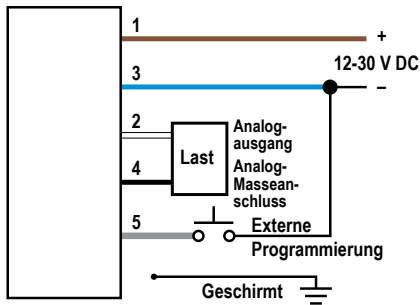 1
+
12-30 V DC
3
–
2
Analog-
ausgang
Last
4
Analog-
Massean-
schluss
5
Externe
Programmierung
Geschirmt